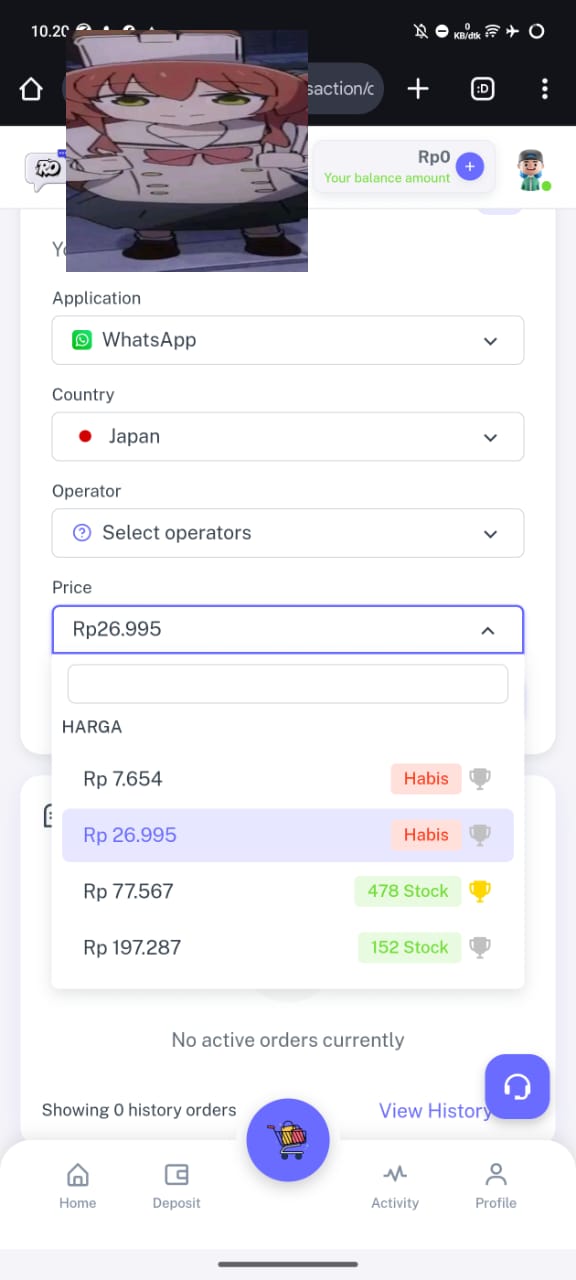 10.20
0
KB/dtk
saction/c
:D
RO
Rp0
Your balance amount
Application
WhatsApp
Country
Japan
Operator
Select operators
Price
Rp26.995
HARGA
Rp 7.654 Habis
Rp 26.995 Habis
Rp 77.567 478 Stock
Rp 197.287 152 Stock
No active orders currently
Showing 0 history orders View History
Home Deposit Activity Profile